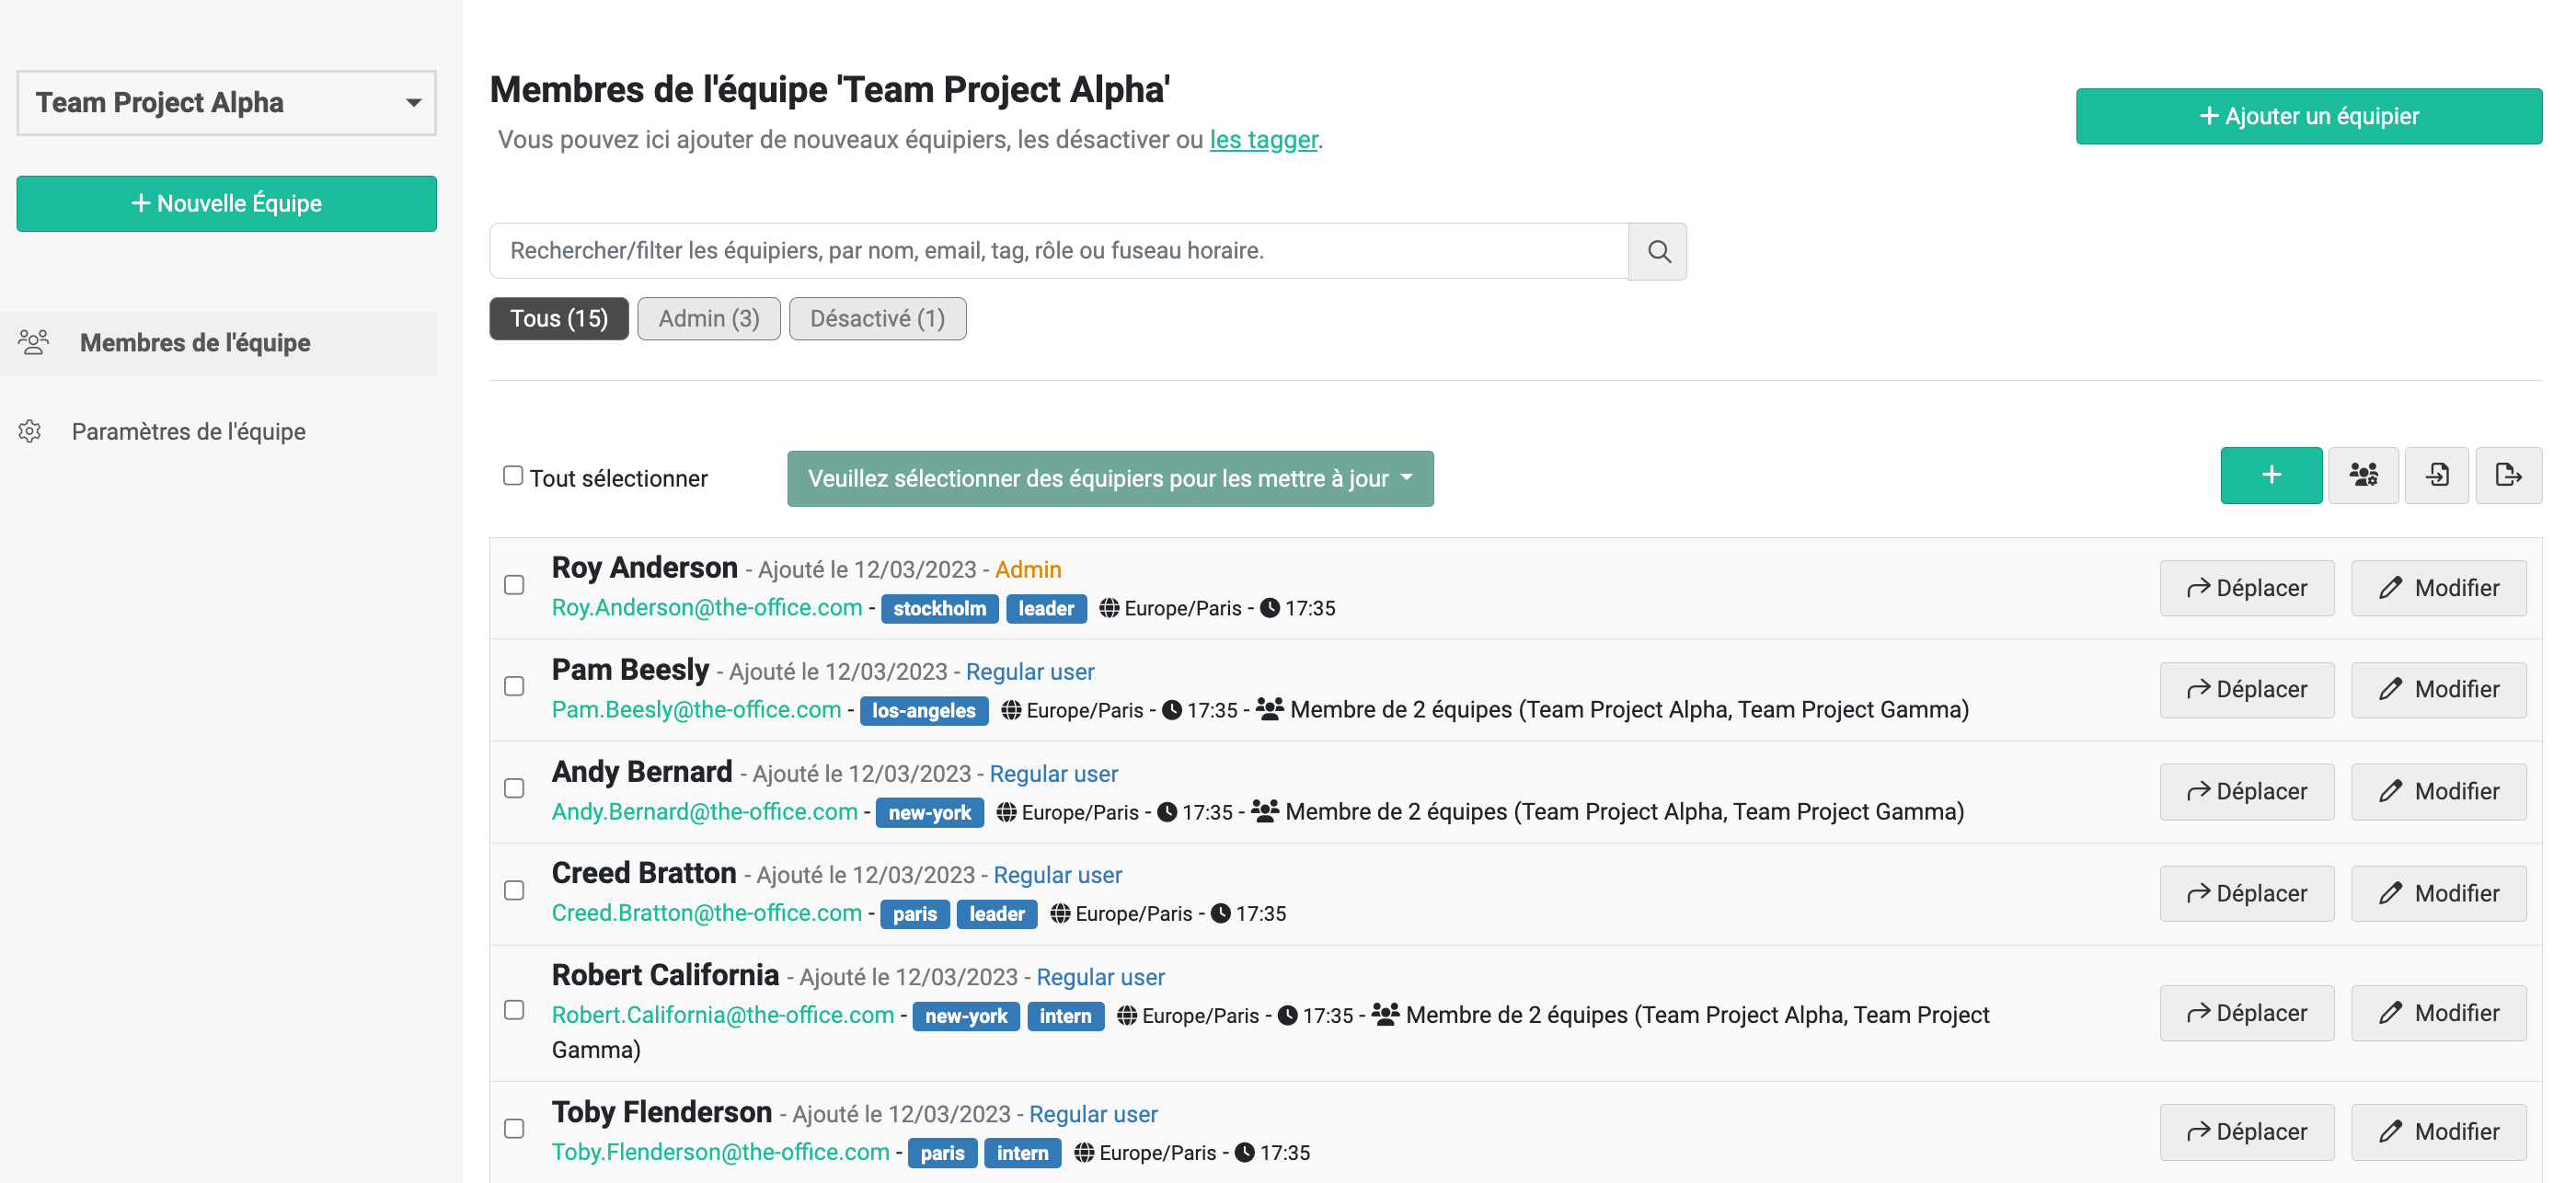 Team Project Alpha
Nouvelle Équipe
Membres de l'équipe
Paramètres de l'équipe
Membres de l'équipe 'Team Project Alpha'
Vous pouvez ici ajouter de nouveaux équipiers, les désactiver ou les tagger.
+ Ajouter un équipier
Rechercher/filter les équipiers, par nom, email, tag, rôle ou fuseau horaire.
Tous (15) Admin (3) Désactivé (1)
Tout sélectionner Veuillez sélectionner des équipiers pour les mettre à jour
Roy Anderson - Ajouté le 12/03/2023 - Admin
Roy.Anderson@the-office.com - stockholm leader Europe/Paris - 17:35
Déplacer Modifier
Pam Beesly - Ajouté le 12/03/2023 - Regular user
Pam.Beesly@the-office.com - los-angeles Europe/Paris - 17:35 - Membre de 2 équipes (Team Project Alpha, Team Project Gamma)
Déplacer Modifier
Andy Bernard - Ajouté le 12/03/2023 - Regular user
Andy.Bernard@the-office.com - new-york Europe/Paris - 17:35 - Membre de 2 équipes (Team Project Alpha, Team Project Gamma)
Déplacer Modifier
Creed Bratton - Ajouté le 12/03/2023 - Regular user
Creed.Bratton@the-office.com - paris leader Europe/Paris - 17:35
Déplacer Modifier
Robert California - Ajouté le 12/03/2023 - Regular user
Robert.California@the-office.com - new-york intern Europe/Paris - 17:35 - Membre de 2 équipes (Team Project Alpha, Team Project
Gamma)
Déplacer Modifier
Toby Flenderson - Ajouté le 12/03/2023 - Regular user
Toby.Flenderson@the-office.com - paris intern Europe/Paris - 17:35
Déplacer Modifier